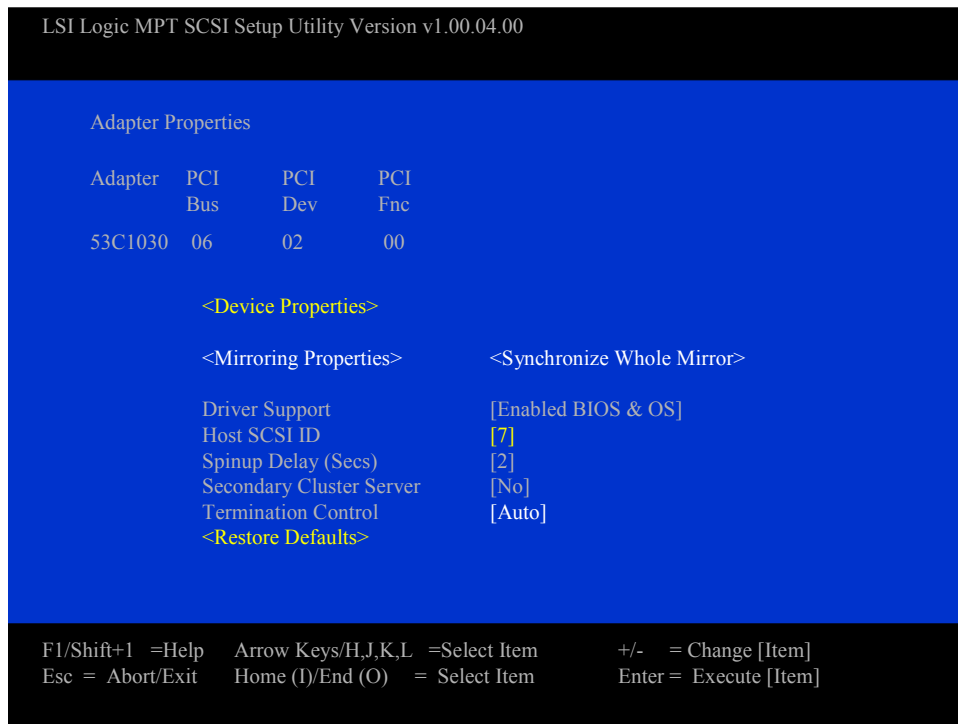 LSI Logic MPT SCSI Setup Utility Version v1.00.04.00
Adapter Properties
Adapter PCI PCI PCI
Bus Dev Fnc
53C1030 06 02 00
<Device Properties>
<Mirroring Properties> <Synchronize Whole Mirror>
Driver Support [Enabled BIOS & OS]
Host SCSI ID [7]
Spinup Delay (Secs) [2]
Secondary Cluster Server [No]
Termination Control [Auto]
<Restore Defaults>
F1/Shift+1 =Help Arrow Keys/H,J,K,L =Select Item +/- = Change [Item]
Esc = Abort/Exit Home (I)/End (O) = Select Item Enter = Execute [Item]